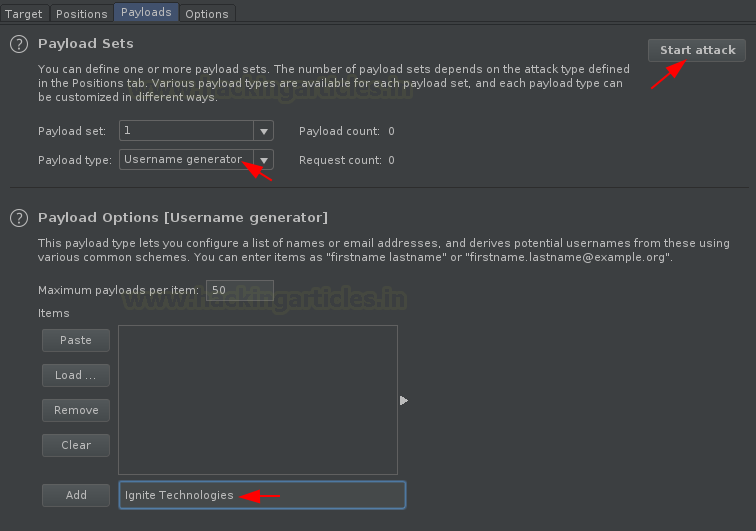 Target Positions Payloads Options
? Payload Sets
Start attack
You can define one or more payload sets. The number of payload sets depends on the attack type defined
in the Positions tab. Various payload types are available for each payload set, and each payload type can
be customized in different ways.
www.hackingarticles.in
Payload set: 1 Payload count: 0
Payload type: Username generator Request count: 0
? Payload Options [Username generator]
This payload type lets you configure a list of names or email addresses, and derives potential usernames from these using
various common schemes. You can enter items as "firstname lastname" or "firstname.lastname@example.org".
Maximum payloads per item: 50
www.hackingarticles.in
Items
Paste
Load ...
Remove
Clear
Add Ignite Technologies